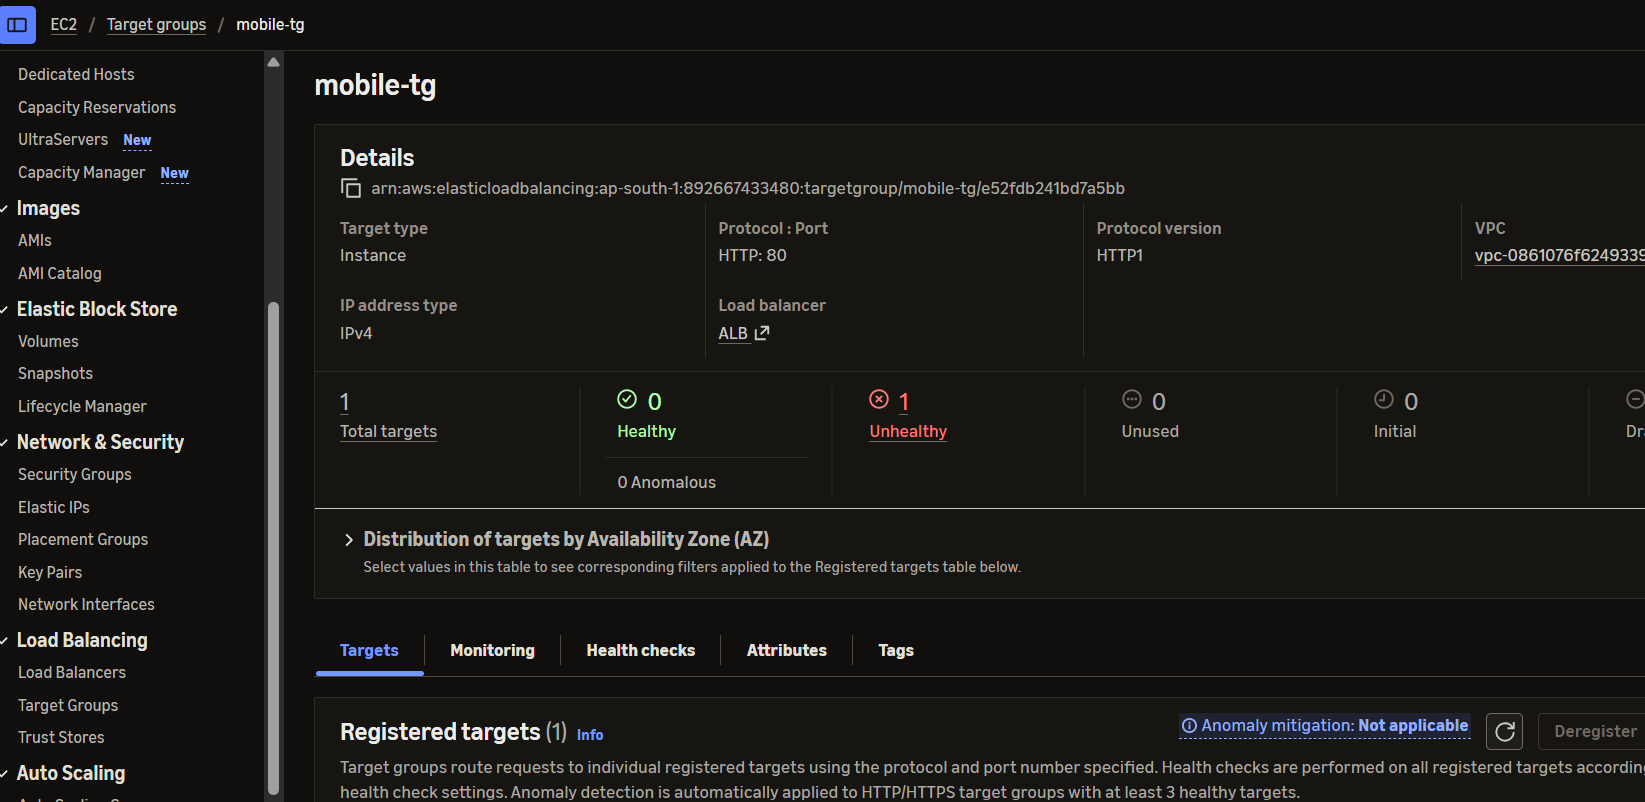 EC2 / Target groups / mobile-tg
Dedicated Hosts
Capacity Reservations
UltraServers New
Capacity Manager New
Images
AMIs
AMI Catalog
Elastic Block Store
Volumes
Snapshots
Lifecycle Manager
Network & Security
Security Groups
Elastic IPs
Placement Groups
Key Pairs
Network Interfaces
Load Balancing
Load Balancers
Target Groups
Trust Stores
Auto Scaling
mobile-tg
Details
arn:aws:elasticloadbalancing:ap-south-1:892667433480:targetgroup/mobile-tg/e52fdb241bd7a5bb
Target type
Instance
Protocol : Port
HTTP: 80
Protocol version
HTTP1
VPC
vpc-0861076f6249339
IP address type
IPv4
Load balancer
ALB
1
Total targets
0
Healthy
0 Anomalous
1
Unhealthy
0
Unused
0
Initial
Dr
Distribution of targets by Availability Zone (AZ)
Select values in this table to see corresponding filters applied to the Registered targets table below.
Targets
Monitoring
Health checks
Attributes
Tags
Registered targets (1) Info
Anomaly mitigation: Not applicable
Deregister
Target groups route requests to individual registered targets using the protocol and port number specified. Health checks are performed on all registered targets according
health check settings. Anomaly detection is automatically applied to HTTP/HTTPS target groups with at least 3 healthy targets.